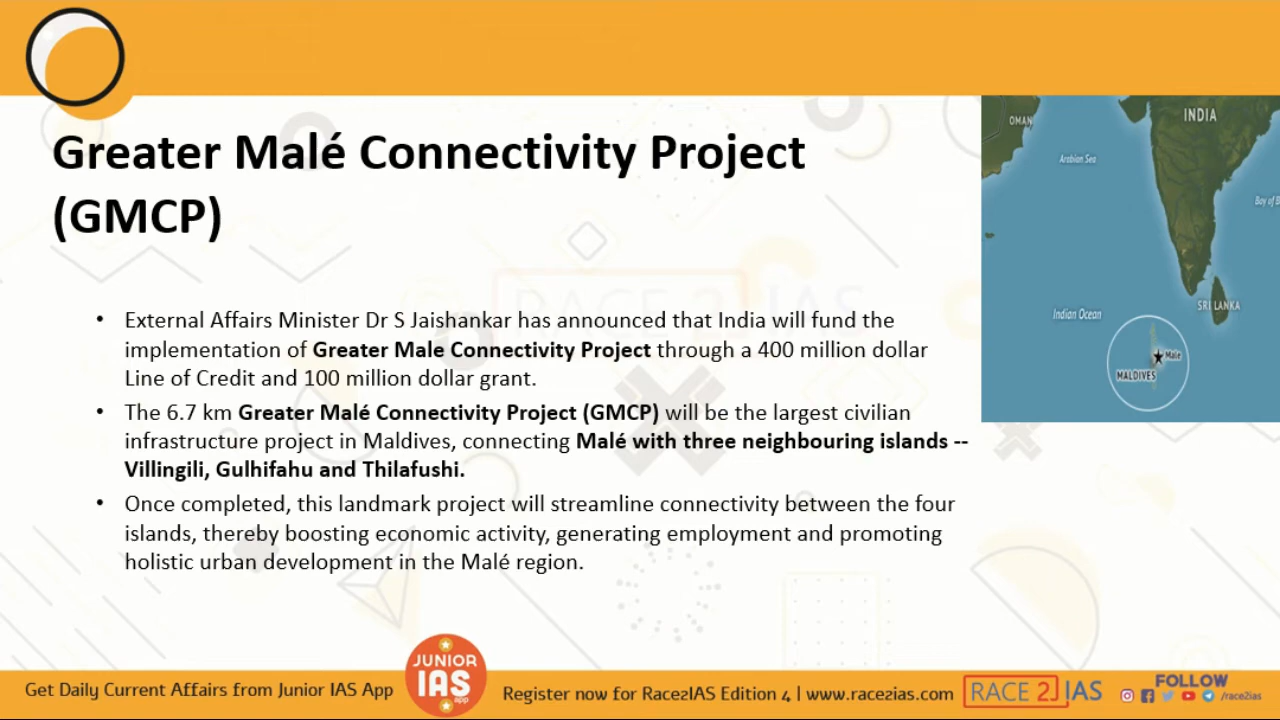 Greater Malé Connectivity Project
(GMCP)
• External Affairs Minister Dr S Jaishankar has announced that India will fund the
implementation of Greater Male Connectivity Project through a 400 million dollar
Line of Credit and 100 million dollar grant.
• The 6.7 km Greater Malé Connectivity Project (GMCP) will be the largest civilian
infrastructure project in Maldives, connecting Malé with three neighbouring islands --
Villingili, Gulhifahu and Thilafushi.
• Once completed, this landmark project will streamline connectivity between the four
islands, thereby boosting economic activity, generating employment and promoting
holistic urban development in the Malé region.
OMAN
INDIA
Arabian Sea
Bay of B
SRI LANKA
Indian Ocean
Male
MALDIVES
RACE 2 IAS
Get Daily Current Affairs from Junior IAS App
JUNIOR
IAS
app
Register now for Race2IAS Edition 4 | www.race2ias.com
RACE 2 IAS
FOLLOW
/race2ias